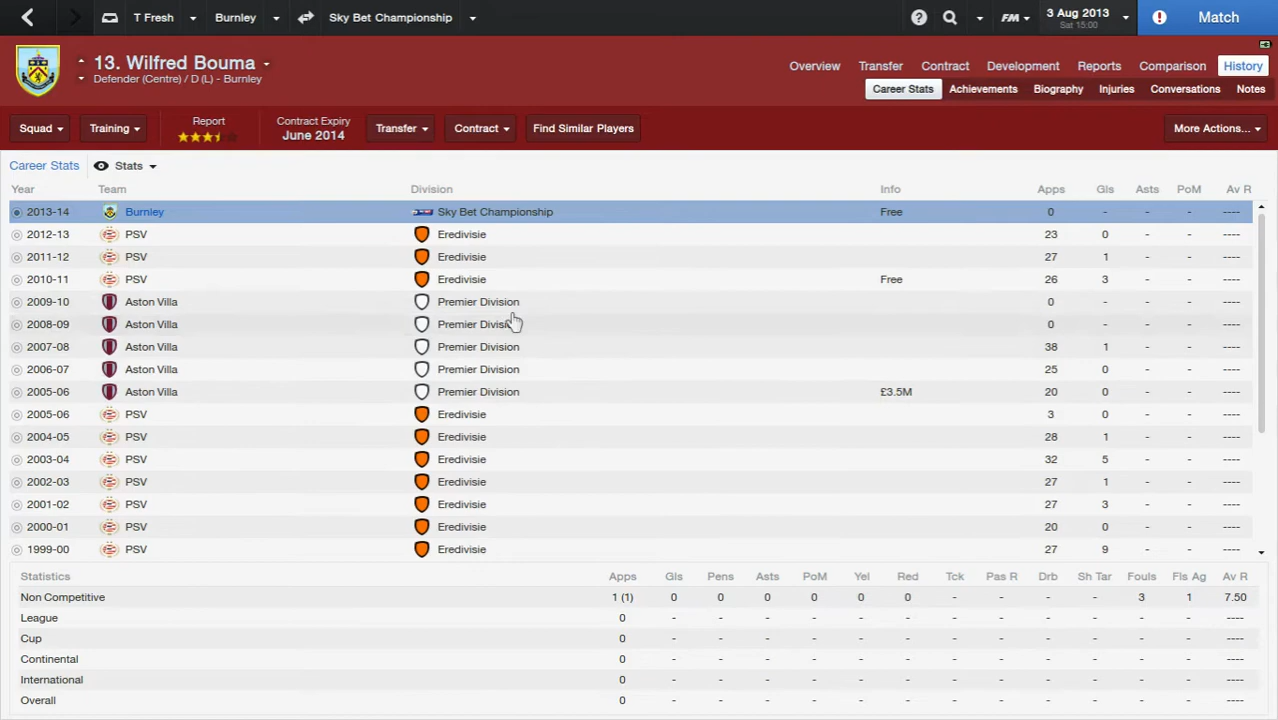 T Fresh Burnley Sky Bet Championship ? FM 3 Aug 2013 Sat 15:00 ! Match
13. Wilfred Bouma
Defender (Centre) / D (L) - Burnley
Overview Transfer Contract Development Reports Comparison History
Career Stats Achievements Biography Injuries Conversations Notes
Squad Training Report Contract Expiry June 2014 Transfer Contract Find Similar Players More Actions...
Career Stats Stats
Year Team Division Info Apps Gls Asts PoM Av R
2013-14 Burnley Sky Bet Championship Free 0 - - - ----
2012-13 PSV Eredivisie 23 0 - - ----
2011-12 PSV Eredivisie 27 1 - - ----
2010-11 PSV Eredivisie Free 26 3 - - ----
2009-10 Aston Villa Premier Division 0 - - - ----
2008-09 Aston Villa Premier Division 0 - - - ----
2007-08 Aston Villa Premier Division 38 1 - - ----
2006-07 Aston Villa Premier Division 25 0 - - ----
2005-06 Aston Villa Premier Division £3.5M 20 0 - - ----
2005-06 PSV Eredivisie 3 0 - - ----
2004-05 PSV Eredivisie 28 1 - - ----
2003-04 PSV Eredivisie 32 5 - - ----
2002-03 PSV Eredivisie 27 1 - - ----
2001-02 PSV Eredivisie 27 3 - - ----
2000-01 PSV Eredivisie 20 0 - - ----
1999-00 PSV Eredivisie 27 9 - - ----
Statistics Apps Gls Pens Asts PoM Yel Red Tck Pas R Drb Sh Tar Fouls Fls Ag Av R
Non Competitive 1 (1) 0 0 0 0 0 0 - - - - 3 1 7.50
League 0 - - - - - - - - - - - - ----
Cup 0 - - - - - - - - - - - - ----
Continental 0 - - - - - - - - - - - - ----
International 0 - - - - - - - - - - - - ----
Overall 0 - - - - - - - - - - - - ----